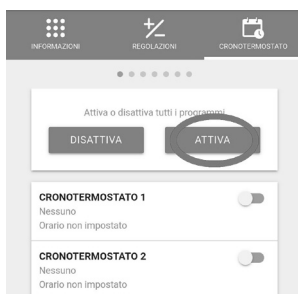 INFORMAZIONI
REGOLAZIONI
CRONOTERMOSTATO
Attiva o disattiva tutti i programmi
DISATTIVA
ATTIVA
CRONOTERMOSTATO 1
Nessuno
Orario non impostato
CRONOTERMOSTATO 2
Nessuno
Orario non impostato